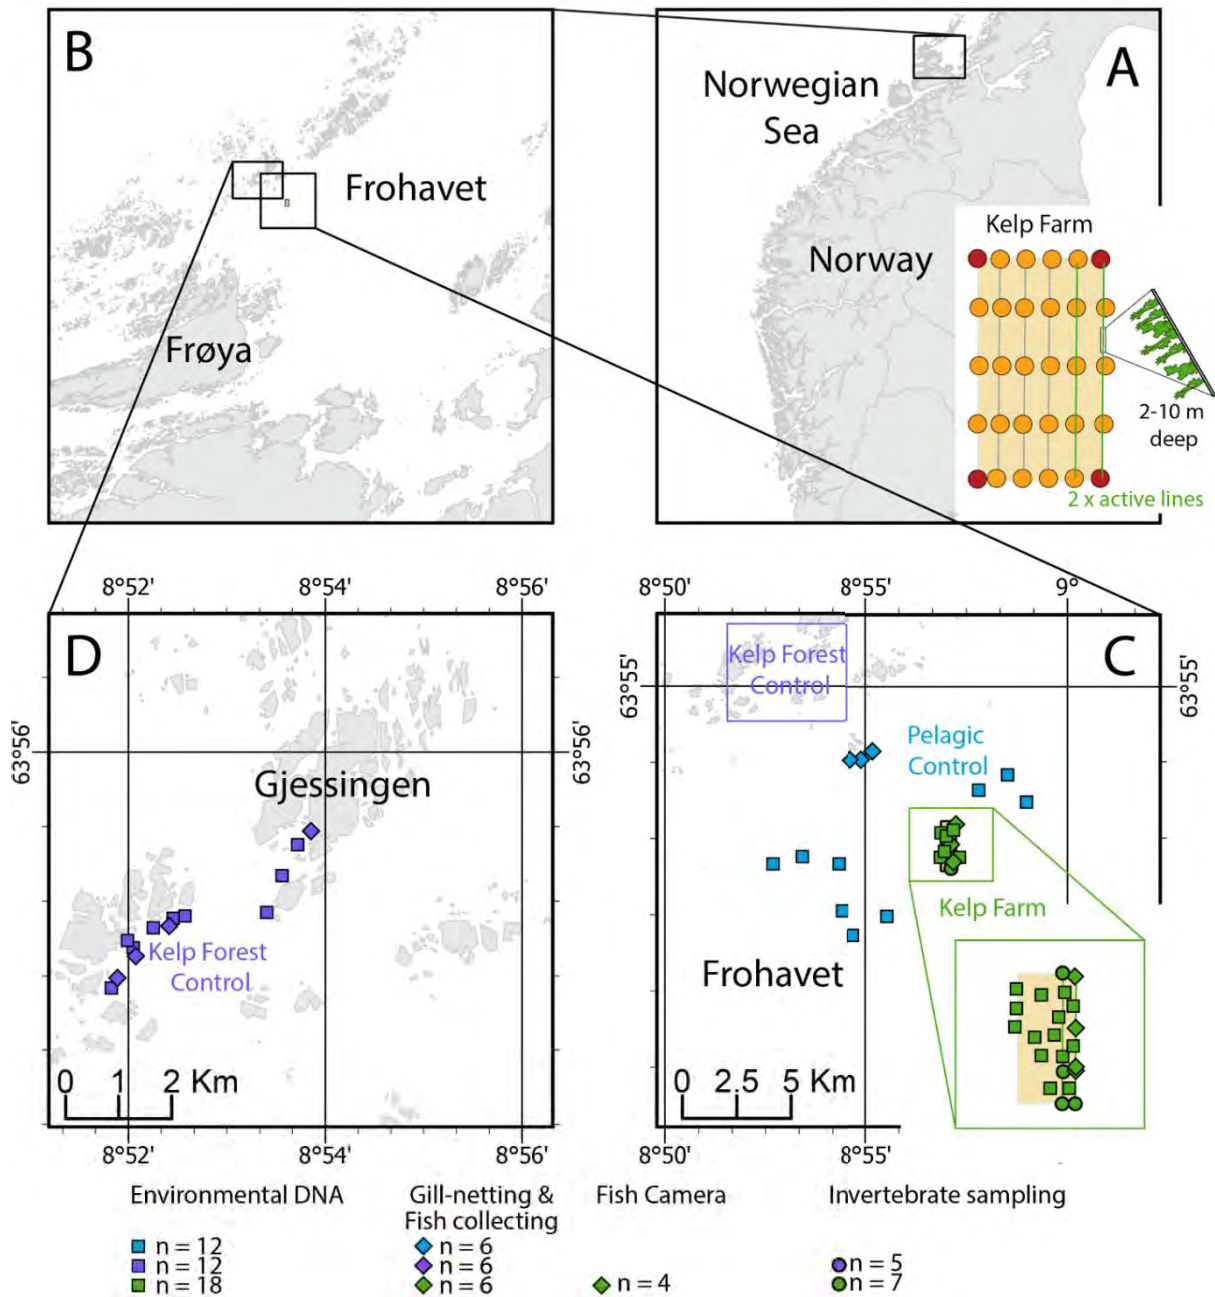 B
Frohavet
Frøya
A
Norwegian
Sea
Norway
Kelp Farm
2-10 m
deep
2 x active lines
8°52'
8°54'
8°56'
8°50'
8°55'
9°
D
63°56'
63°56'
Gjessingen
Kelp Forest
Control
0 1 2 Km
8°52'
8°54'
8°56'
C
Kelp Forest
Control
63°55'
63°55'
Pelagic
Control
Kelp Farm
Frohavet
0 2.5 5 Km
8°50'
8°55'
Environmental DNA
n = 12
n = 12
n = 18
Gill-netting &
Fish collecting
n = 6
n = 6
n = 6
Fish Camera
n = 4
Invertebrate sampling
n = 5
n = 7